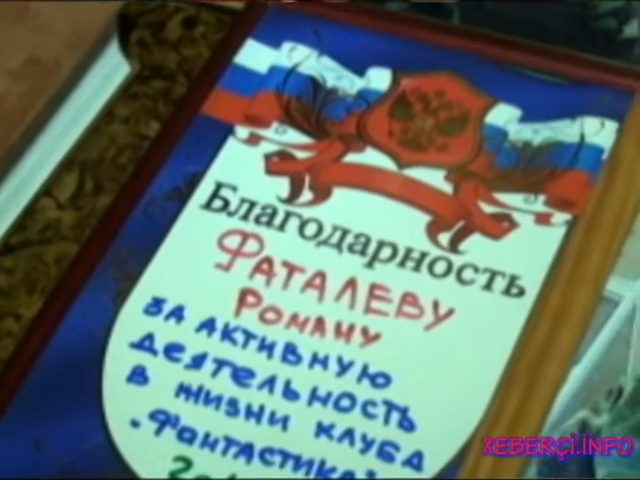 Благодарность
Фаталеву
Роману
за активную
деятельность
в жизни клуба
"Фантастика"
XEBERÇİ.INFO